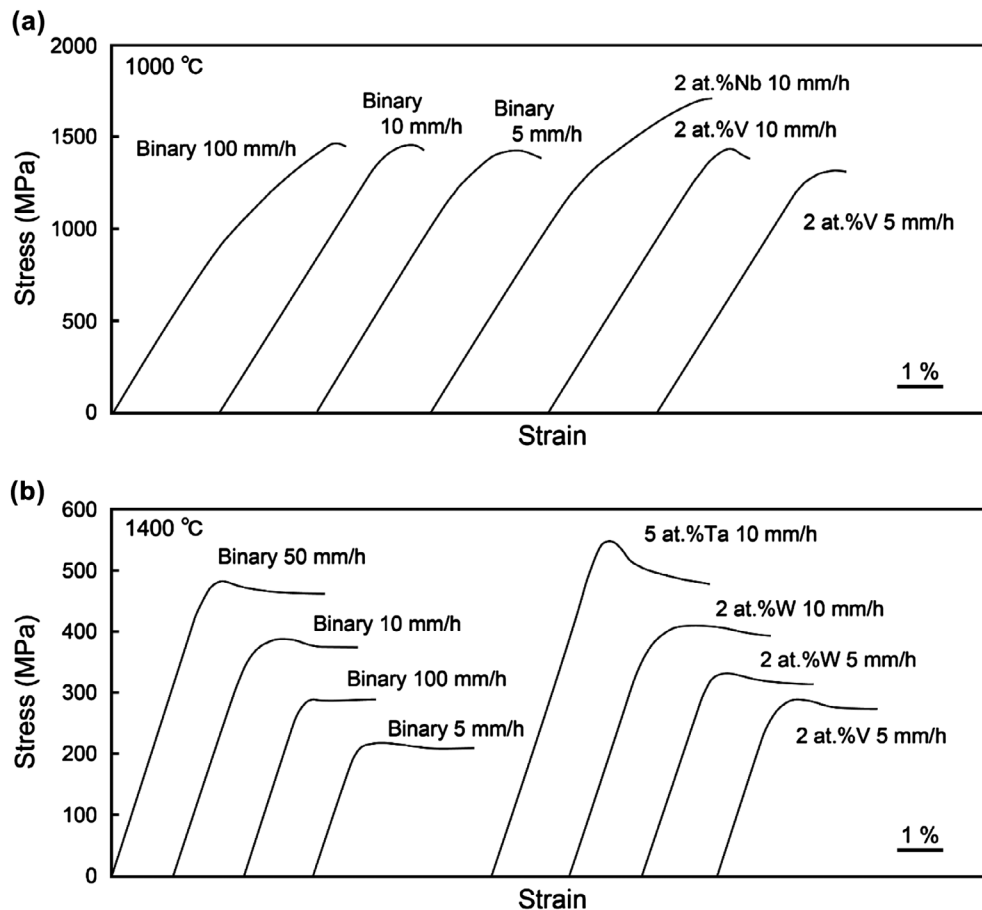 (a)
2000
1500
1000
500
0
Stress (MPa)
1000 °C
Binary 100 mm/h
Binary
10 mm/h
Binary
5 mm/h
2 at.%Nb 10 mm/h
2 at.%V 10 mm/h
2 at.%V 5 mm/h
1 %
Strain
(b)
600
500
400
300
200
100
0
Stress (MPa)
1400 °C
Binary 50 mm/h
Binary 10 mm/h
Binary 100 mm/h
Binary 5 mm/h
5 at.%Ta 10 mm/h
2 at.%W 10 mm/h
2 at.%W 5 mm/h
2 at.%V 5 mm/h
1 %
Strain